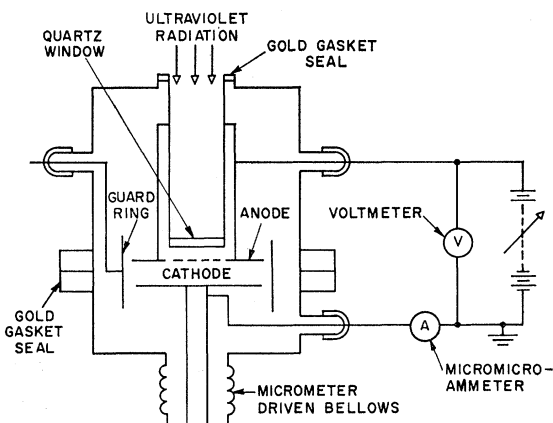 ULTRAVIOLET
RADIATION
QUARTZ
WINDOW
GOLD GASKET
SEAL
GUARD
RING
ANODE
VOLTMETER
V
CATHODE
GOLD
GASKET
SEAL
A
MICROMICRO-
AMMETER
MICROMETER
DRIVEN BELLOWS